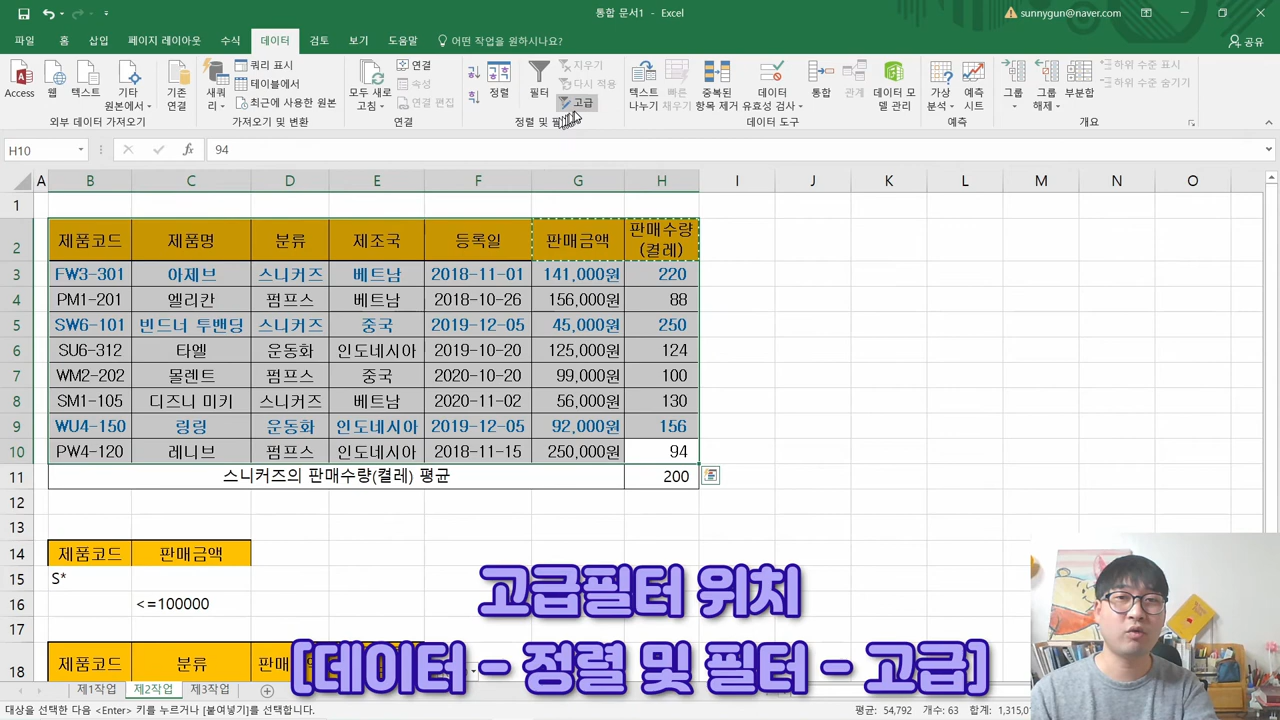 통합 문서1 - Excel
sunnygun@naver.com
파일 홈 삽입 페이지 레이아웃 수식 데이터 검토 보기 도움말 어떤 작업을 원하시나요? 공유
Access
웹
텍스트
기타
원본에서
기존
연결
외부 데이터 가져오기
새쿼
리
쿼리 표시
테이블에서
최근에 사용한 원본
가져오기 및 변환
모두 새로
고침
연결
속성
연결 편집
연결
정렬
필터
지우기
다시 적용
고급
정렬 및 필
텍스트
나누기
빠른
채우기
중복된
항목 제거
데이터
유효성 검사
통합
관계
데이터 모
델 관리
데이터 도구
가상
분석
예측
시트
예측
그룹
그룹
해제
부분합
하위 수준 표시
하위 수준 숨기기
개요
H10 fx 94
A B C D E F G H I J K L M N O
1
2 제품코드 제품명 분류 제조국 등록일 판매금액 판매수량
(켤레)
3 FW3-301 아제브 스니커즈 베트남 2018-11-01 141,000원 220
4 PM1-201 엘리칸 펌프스 베트남 2018-10-26 156,000원 88
5 SW6-101 빈드너 투밴딩 스니커즈 중국 2019-12-05 45,000원 250
6 SU6-312 타엘 운동화 인도네시아 2019-10-20 125,000원 124
7 WM2-202 몰렌트 펌프스 중국 2020-10-20 99,000원 100
8 SM1-105 디즈니 미키 스니커즈 베트남 2020-11-02 56,000원 130
9 WU4-150 링링 운동화 인도네시아 2019-12-05 92,000원 156
10 PW4-120 레니브 펌프스 인도네시아 2018-11-15 250,000원 94
11 스니커즈의 판매수량(켤레) 평균 200
12
13
14 제품코드 판매금액
15 S*
16 <=100000
17
18 제품코드 분류
고급필터 위치
[데이터 - 정렬 및 필터 - 고급]
제1작업 제2작업 제3작업
대상을 선택한 다음 <Enter> 키를 누르거나 [붙여넣기]를 선택합니다.
평균: 54,792 개수: 63 합계: 1,315,0